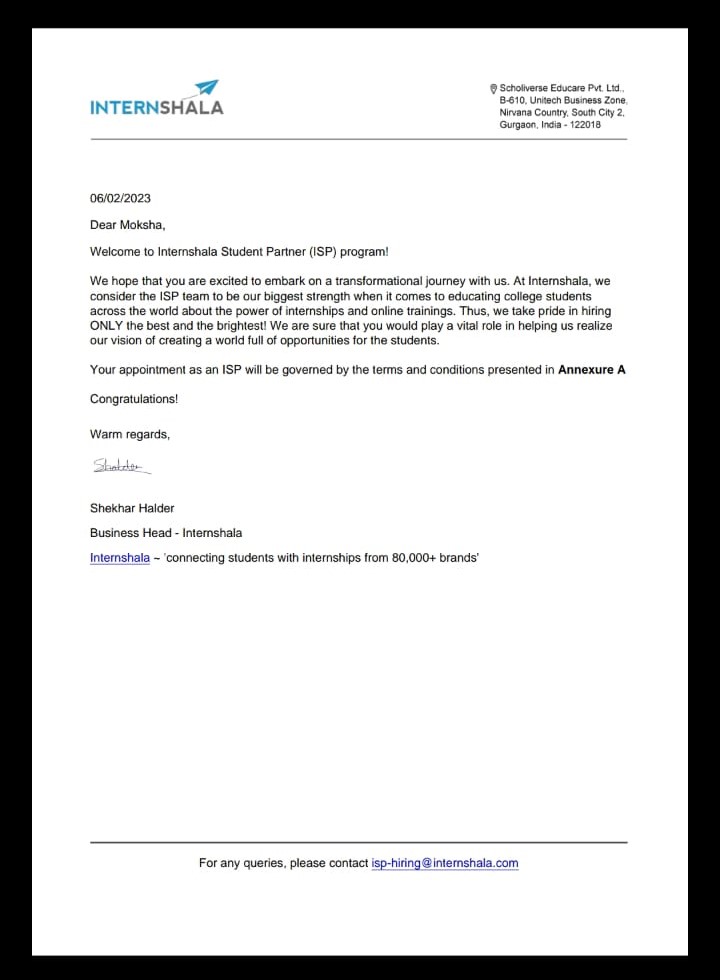 INTERNSHALA
Scholiverse Educare Pvt. Ltd.,
B-610, Unitech Business Zone,
Nirvana Country, South City 2,
Gurgaon, India - 122018
06/02/2023
Dear Moksha,
Welcome to Internshala Student Partner (ISP) program!
We hope that you are excited to embark on a transformational journey with us. At Internshala, we
consider the ISP team to be our biggest strength when it comes to educating college students
across the world about the power of internships and online trainings. Thus, we take pride in hiring
ONLY the best and the brightest! We are sure that you would play a vital role in helping us realize
our vision of creating a world full of opportunities for the students.
Your appointment as an ISP will be governed by the terms and conditions presented in Annexure A
Congratulations!
Warm regards,
Shekhar Halder
Business Head - Internshala
Internshala ~ 'connecting students with internships from 80,000+ brands'
For any queries, please contact isp-hiring@internshala.com